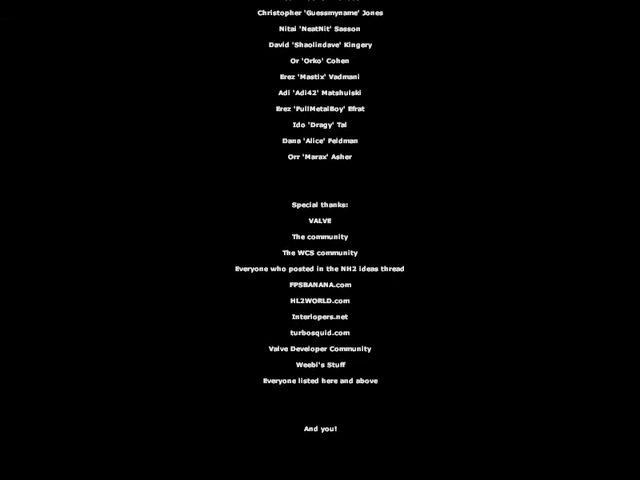 Christopher 'Guessmyname' Jones
Nitai 'NeatNit' Sasson
David 'Shaolindave' Kingery
Or 'Orko' Cohen
Erez 'Mastix' Vadmani
Adi 'Adi42' Matshulski
Erez 'FullMetalBoy' Efrat
Ido 'Dragy' Tal
Dana 'Alice' Feldman
Orr 'Marax' Asher
Special thanks:
VALVE
The community
The WCS community
Everyone who posted in the NH2 ideas thread
FPSBANANA.com
HL2WORLD.com
Interlopers.net
turbosquid.com
Valve Developer Community
Weebi's Stuff
Everyone listed here and above
And you!